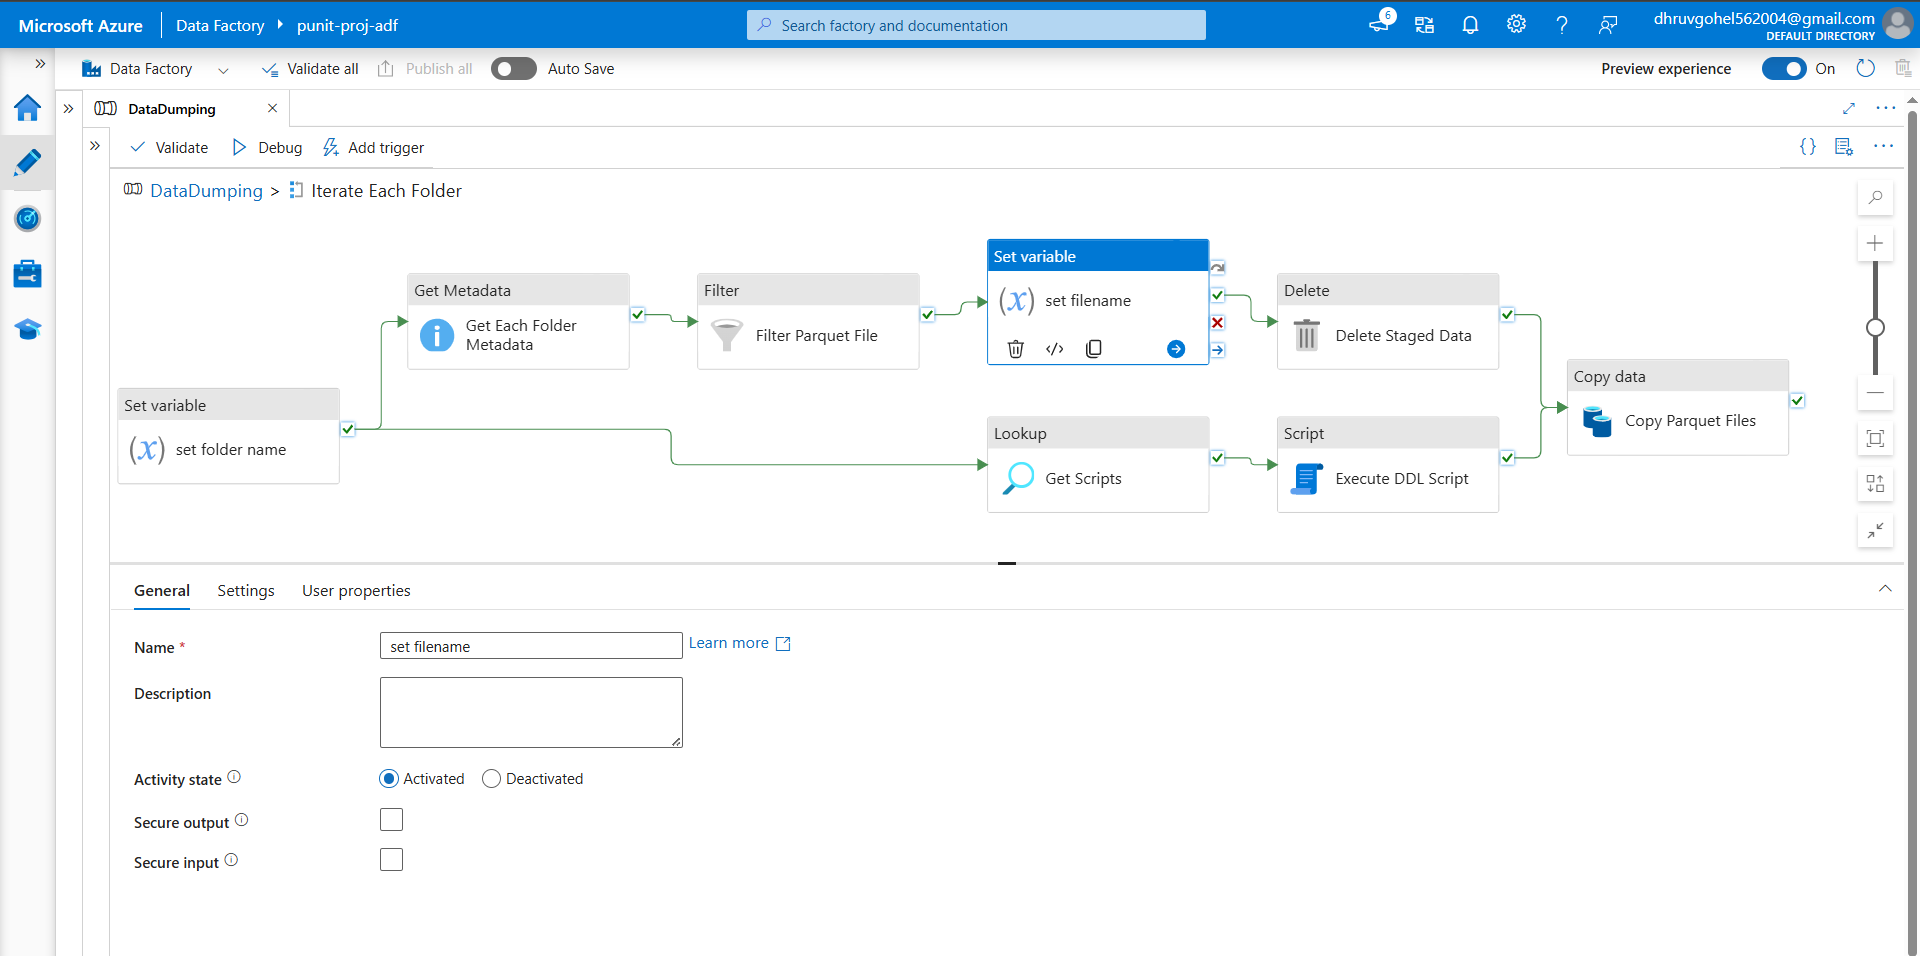 Microsoft Azure
Data Factory
punit-proj-adf
Search factory and documentation
6
dhruvgohel562004@gmail.com
DEFAULT DIRECTORY
Data Factory
Validate all
Publish all
Auto Save
Preview experience
On
DataDumping
Validate
Debug
Add trigger
DataDumping > Iterate Each Folder
Set variable
(x) set folder name
Get Metadata
Get Each Folder
Metadata
Filter
Filter Parquet File
Set variable
(x) set filename
Delete
Delete Staged Data
Lookup
Get Scripts
Script
Execute DDL Script
Copy data
Copy Parquet Files
General
Settings
User properties
Name *
set filename
Learn more
Description
Activity state
Activated
Deactivated
Secure output
Secure input